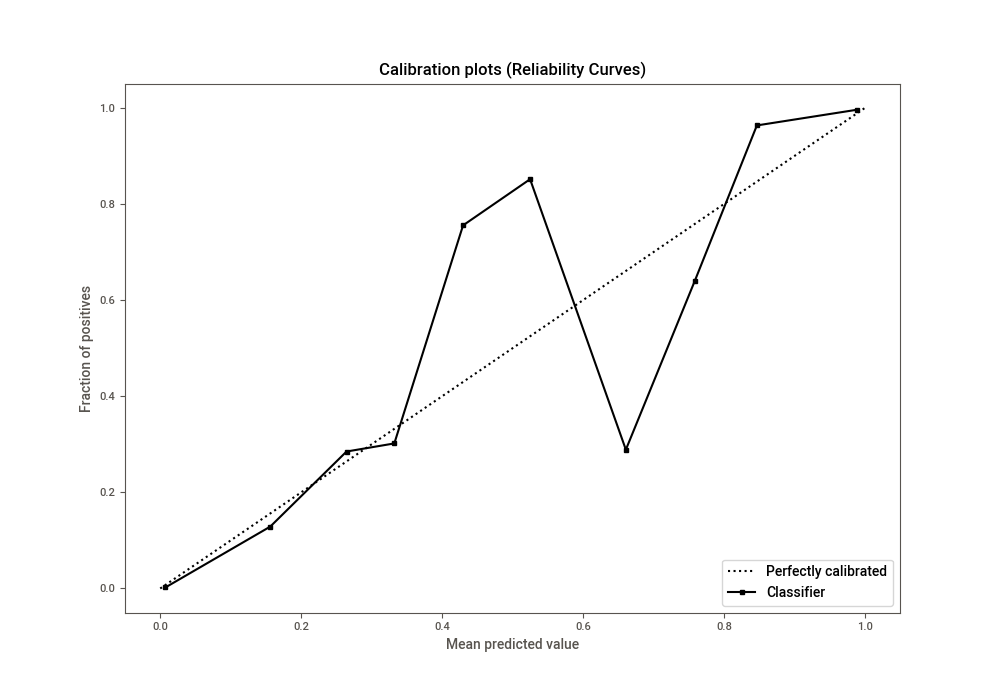 Calibration plots (Reliability Curves)
1.0
0.8
0.6
0.4
0.2
0.0
Fraction of positives
0.0 0.2 0.4 0.6 0.8 1.0
Mean predicted value
Perfectly calibrated
Classifier